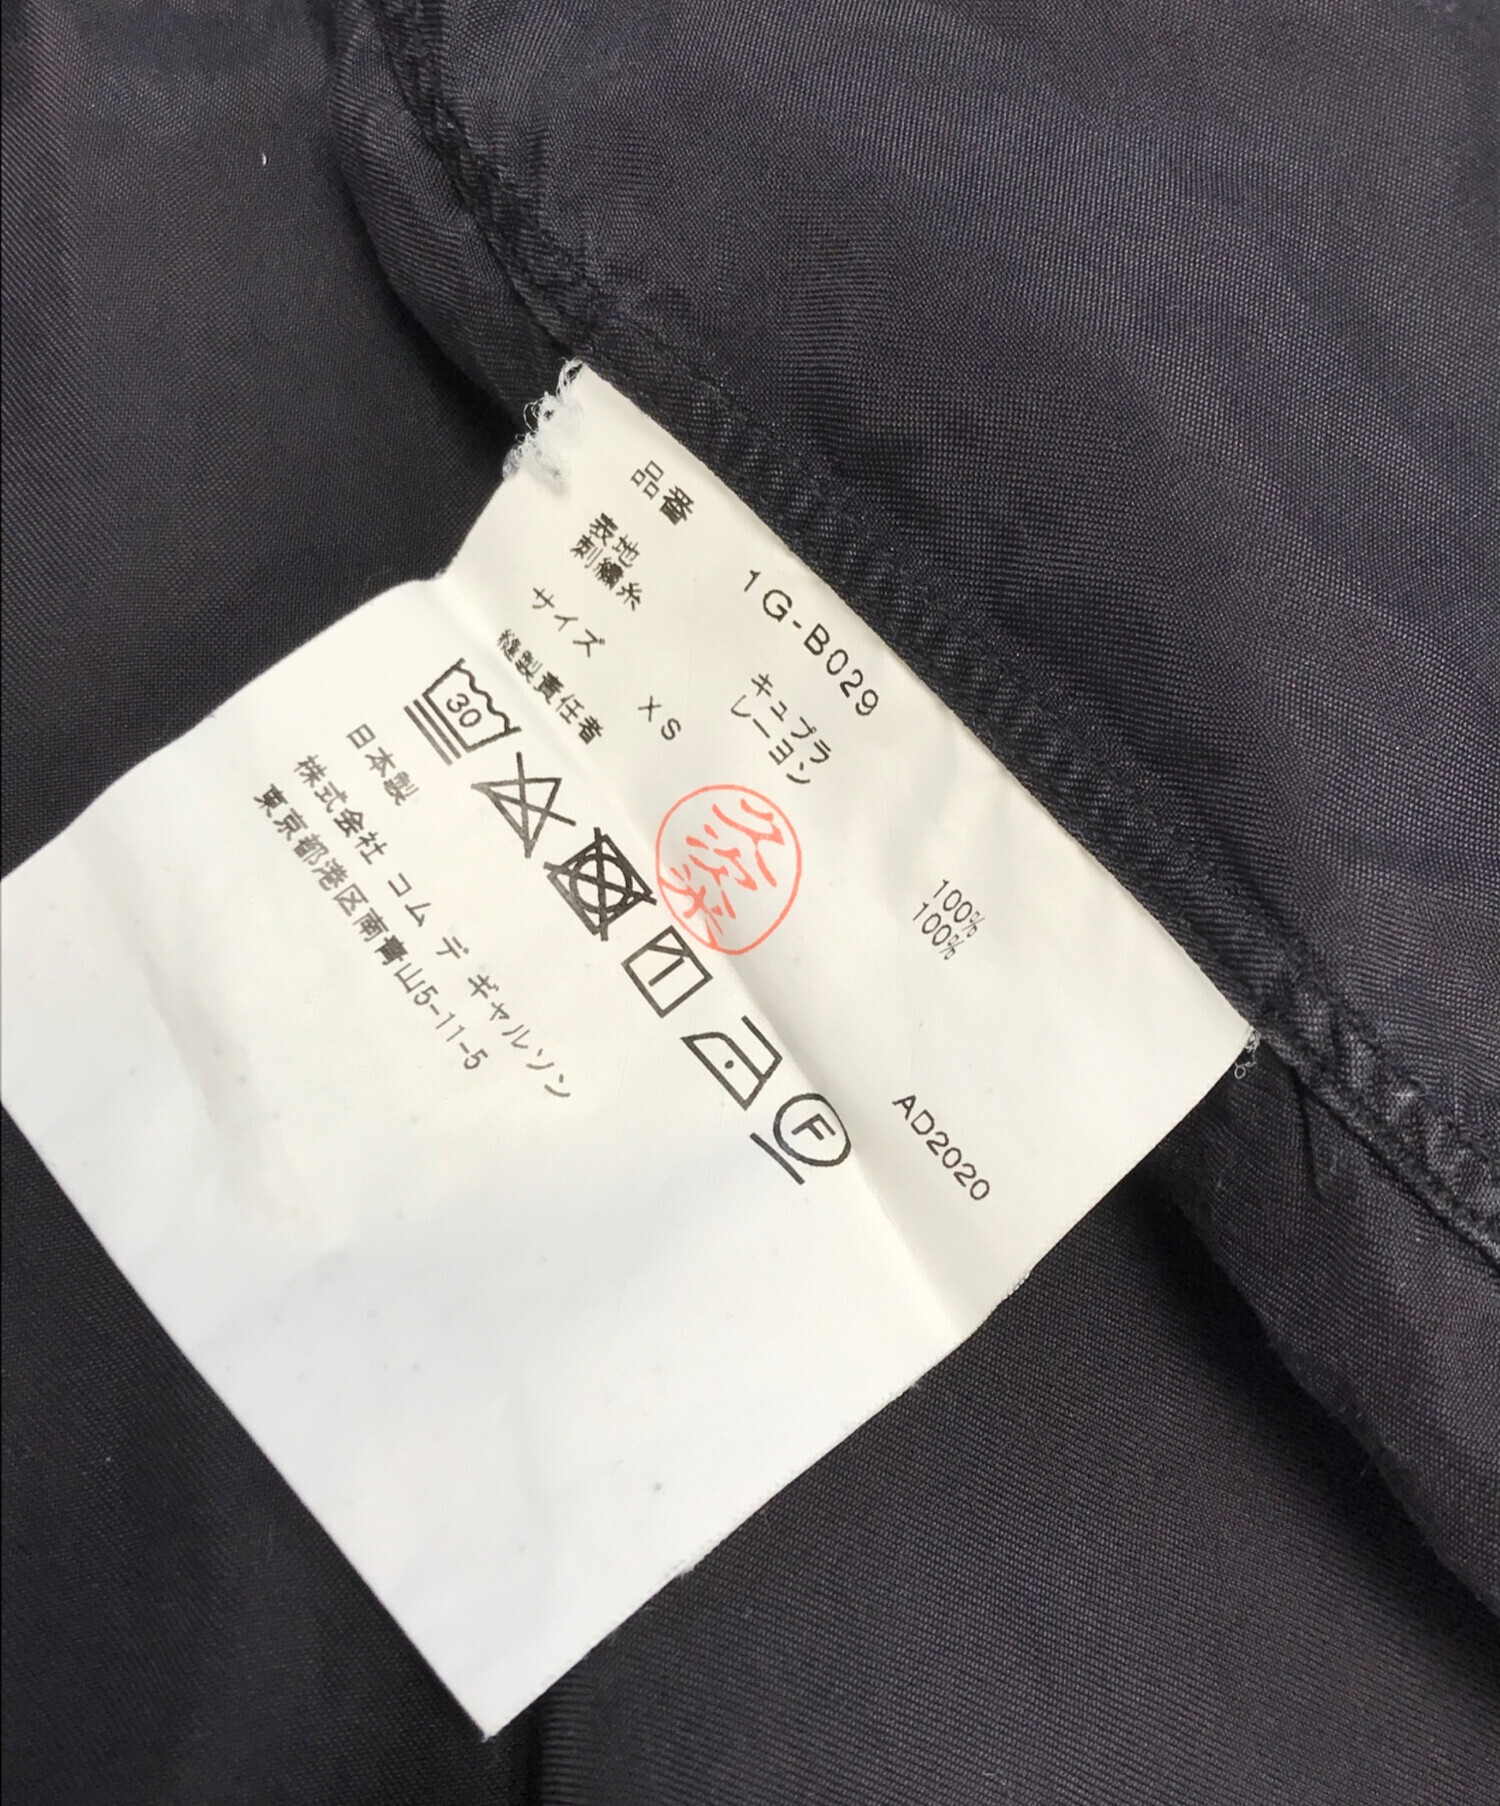 品番 1G-B029
表地 キュプラ 100%
刺繍糸 レーヨン 100%
サイズ XS AD2020
縫製責任者
30
F
日本製
株式会社 コム デ ギャルソン
東京都港区南青山5-11-5